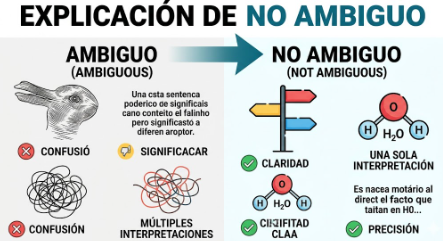 EXPLICACIÓN DE NO AMBIGUO
AMBIGUO
(AMBIGUOUS)
Una csta sentenca
poderico de significais
cano conteito el falinho
pero significasto a
diferen aroptor.
CONFUSIÓ
SIGNIFICACAR
CONFUSIÓN
MÚLTIPLES
INTERPRETACIONES
NO AMBIGUO
(NOT AMBIGUOUS)
CLARIDAD
O
H H
H₂O
UNA SOLA
INTERPRETACIÓN
O
H H
H₂O
CLAA
Es nacea motário al
direct el facto que
taitan en H0...
PRECISIÓN